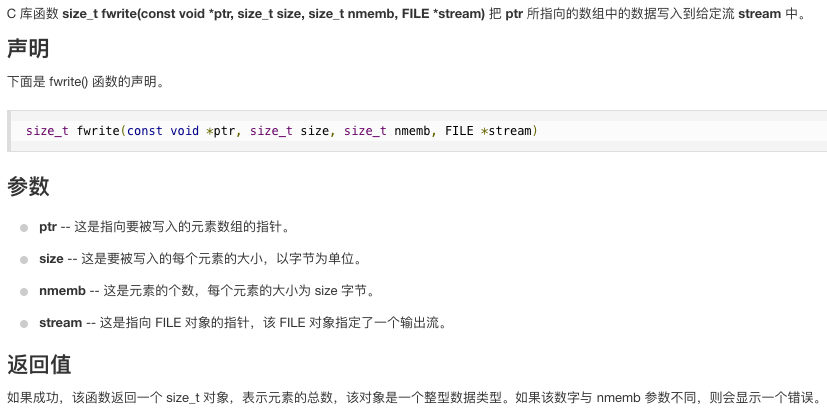 C 库函数 size_t fwrite(const void *ptr, size_t size, size_t nmemb, FILE *stream) 把 ptr 所指向的数组中的数据写入到给定流 stream 中。
声明
下面是 fwrite() 函数的声明。
size_t fwrite(const void *ptr, size_t size, size_t nmemb, FILE *stream)
参数
ptr -- 这是指向要被写入的元素数组的指针。
size -- 这是要被写入的每个元素的大小，以字节为单位。
nmemb -- 这是元素的个数，每个元素的大小为 size 字节。
stream -- 这是指向 FILE 对象的指针，该 FILE 对象指定了一个输出流。
返回值
如果成功，该函数返回一个 size_t 对象，表示元素的总数，该对象是一个整型数据类型。如果该数字与 nmemb 参数不同，则会显示一个错误。